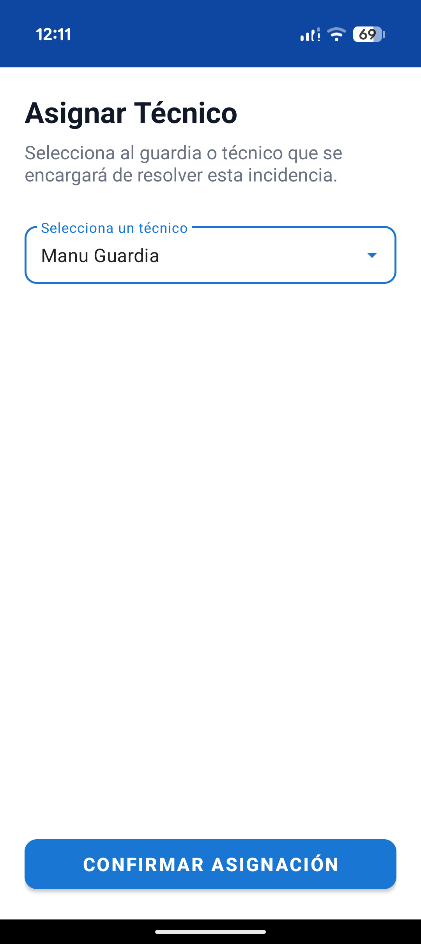 12:11
69
Asignar Técnico
Selecciona al guardia o técnico que se
encargará de resolver esta incidencia.
Selecciona un técnico
Manu Guardia
CONFIRMAR ASIGNACIÓN